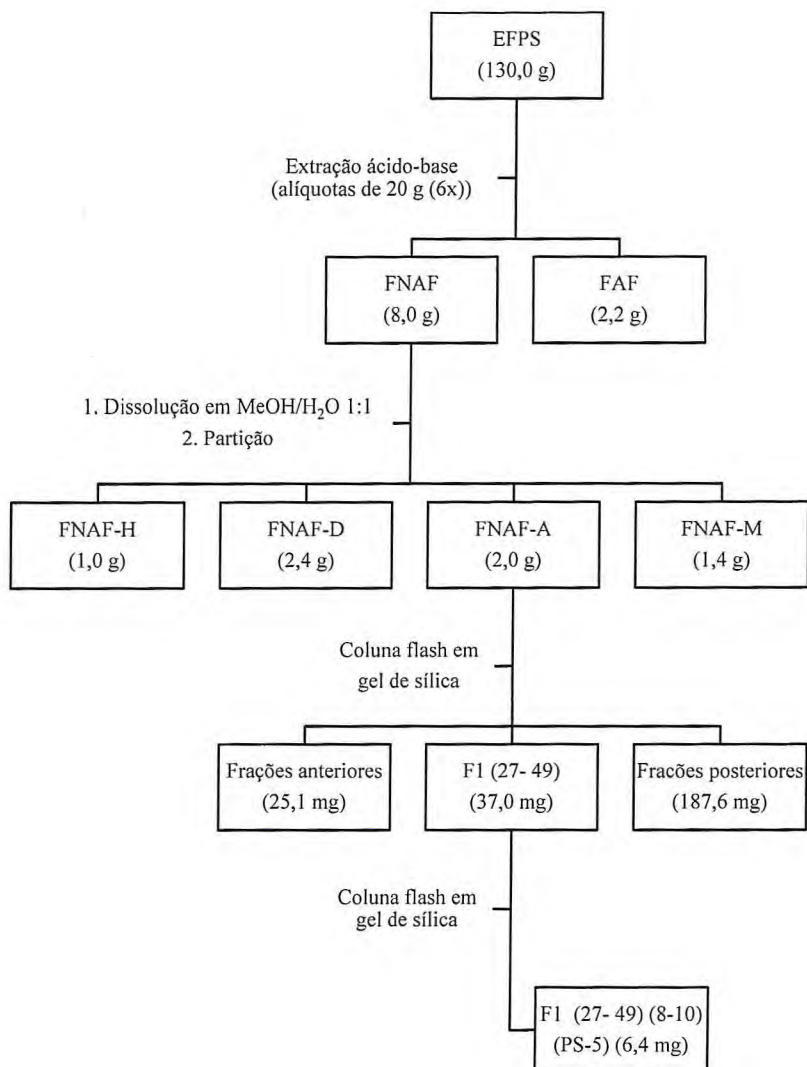 EFPS
(130,0 g)
Extração ácido-base
(alíquotas de 20 g (6x))
FNAF
(8,0 g)
FAF
(2,2 g)
1. Dissolução em MeOH/H₂O 1:1
2. Partição
FNAF-H
(1,0 g)
FNAF-D
(2,4 g)
FNAF-A
(2,0 g)
FNAF-M
(1,4 g)
Coluna flash em
gel de sílica
Frações anteriores
(25,1 mg)
F1 (27- 49)
(37,0 mg)
Fracões posteriores
(187,6 mg)
Coluna flash em
gel de sílica
F1 (27- 49) (8-10)
(PS-5) (6,4 mg)